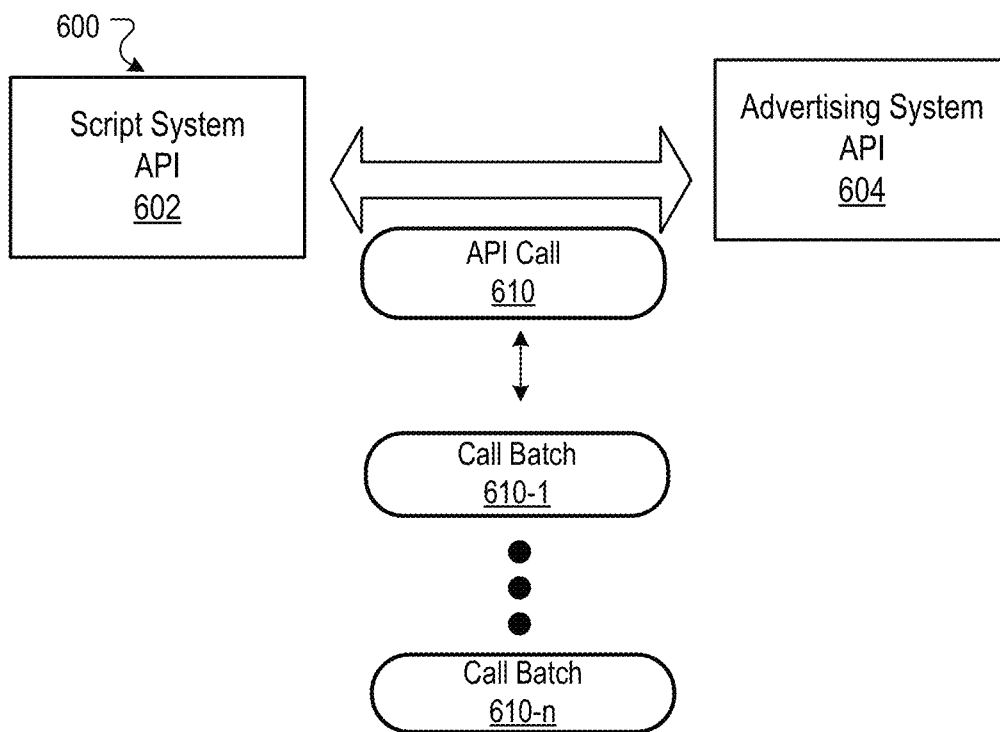 600
Script System
API
602
Advertising System
API
604
API Call
610
Call Batch
610-1
Call Batch
610-n